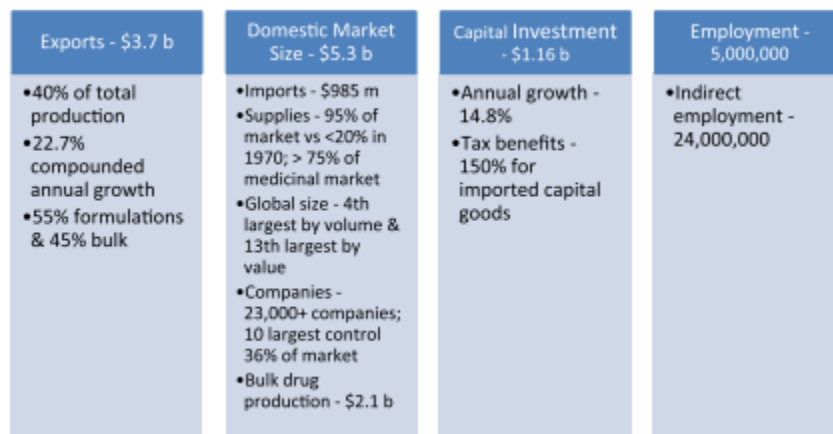 Exports - $3.7 b
•40% of total
production
•22.7%
compounded
annual growth
•55% formulations
& 45% bulk
Domestic Market
Size - $5.3 b
•Imports - $985 m
•Supplies - 95% of
market vs <20% in
1970; > 75% of
medicinal market
•Global size - 4th
largest by volume &
13th largest by
value
•Companies -
23,000+ companies;
10 largest control
36% of market
•Bulk drug
production - $2.1 b
Capital Investment
- $1.16 b
•Annual growth -
14.8%
•Tax benefits -
150% for
imported capital
goods
Employment -
5,000,000
•Indirect
employment -
24,000,000